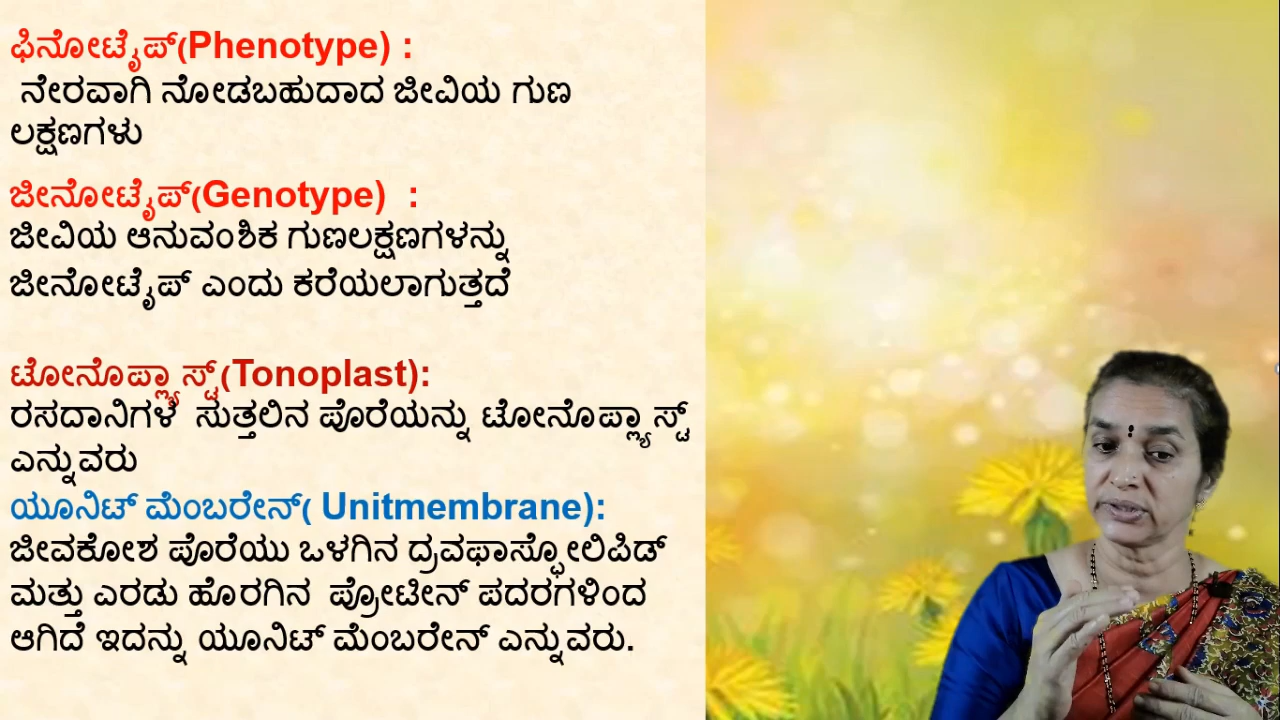 ಫಿನೋಟೈಪ್(Phenotype) :
ನೇರವಾಗಿ ನೋಡಬಹುದಾದ ಜೀವಿಯ ಗುಣ
ಲಕ್ಷಣಗಳು
ಜೀನೋಟೈಪ್(Genotype) :
ಜೀವಿಯ ಆನುವಂಶಿಕ ಗುಣಲಕ್ಷಣಗಳನ್ನು
ಜೀನೋಟೈಪ್ ಎಂದು ಕರೆಯಲಾಗುತ್ತದೆ
ಟೋನೊಪ್ಲ್ಯಾಸ್ಟ್(Tonoplast):
ರಸದಾನಿಗಳ ಸುತ್ತಲಿನ ಪೊರೆಯನ್ನು ಟೋನೊಪ್ಲ್ಯಾಸ್ಟ್
ಎನ್ನುವರು
ಯೂನಿಟ್ ಮೆಂಬರೇನ್( Unitmembrane):
ಜೀವಕೋಶ ಪೊರೆಯು ಒಳಗಿನ ದ್ರವಫಾಸ್ಫೋಲಿಪಿಡ್
ಮತ್ತು ಎರಡು ಹೊರಗಿನ ಪ್ರೋಟೀನ್ ಪದರಗಳಿಂದ
ಆಗಿದೆ ಇದನ್ನು ಯೂನಿಟ್ ಮೆಂಬರೇನ್ ಎನ್ನುವರು.